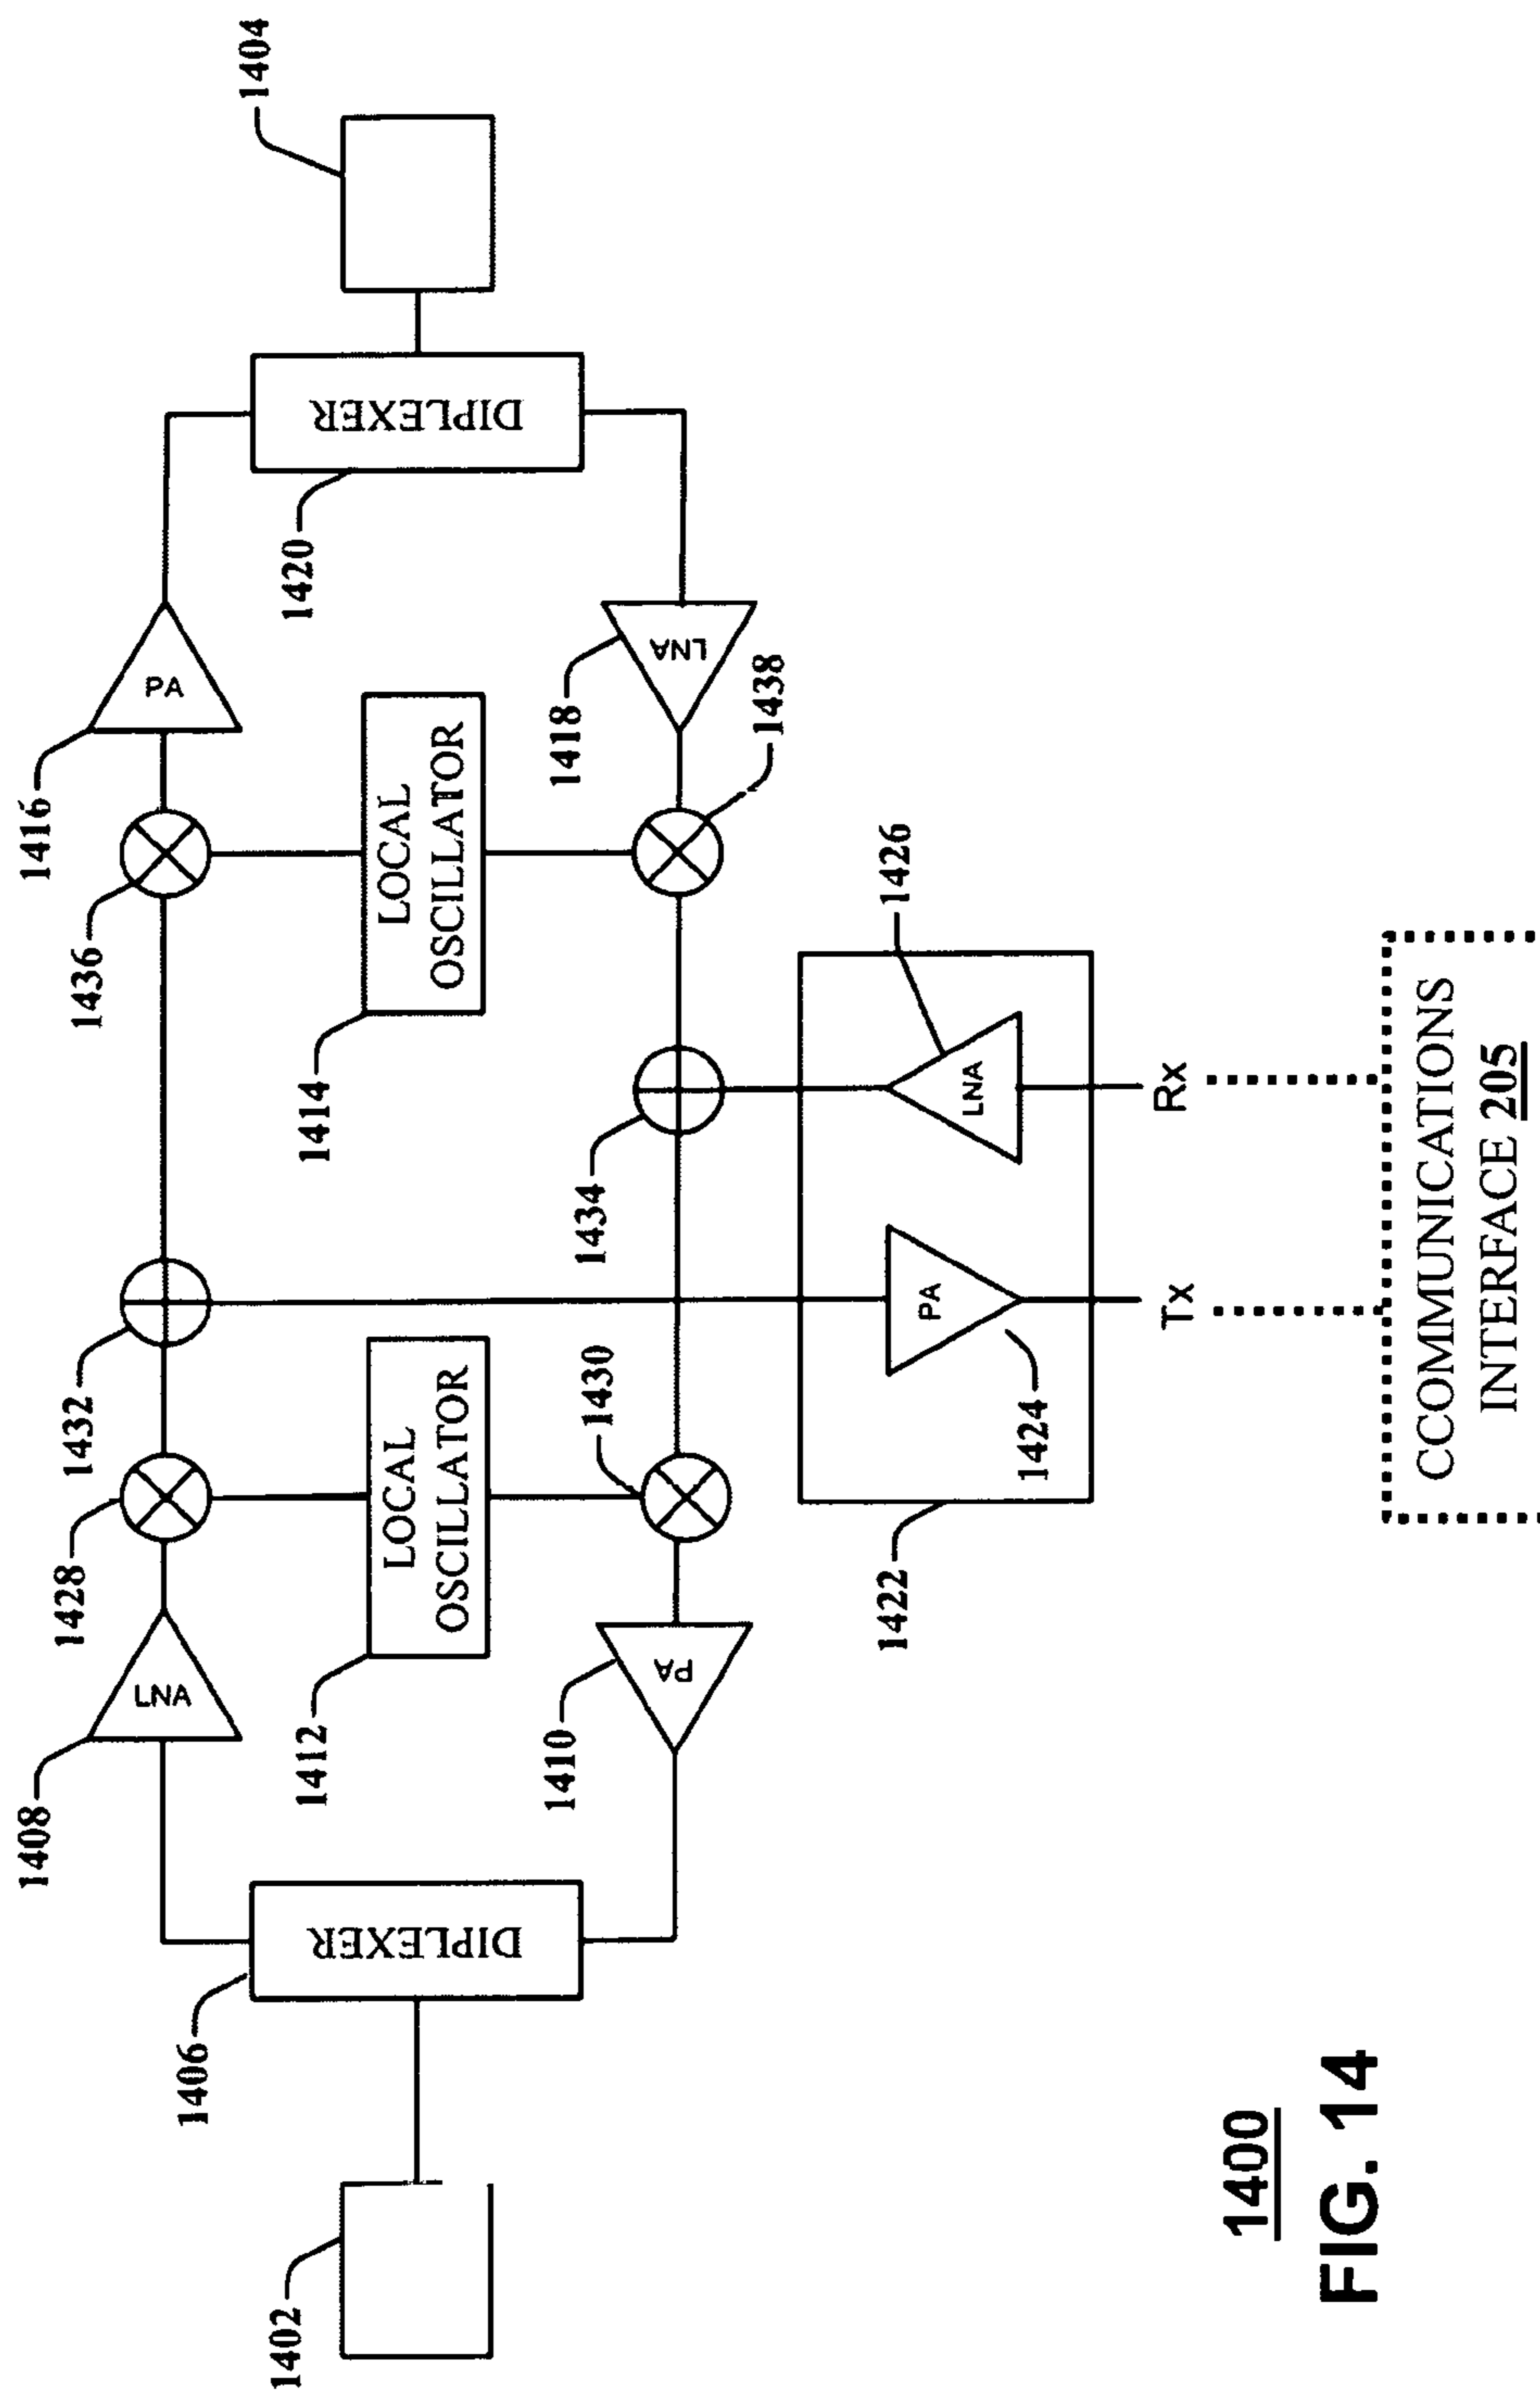 1404
DIPLEXER
1420
1416
PA
LNA
1418
1438
1436
LOCAL
OSCILLATOR
1414
1426
LNA
1434
Rx
1432
LOCAL
OSCILLATOR
1430
PA
1424
Tx
CCOMMUNICATIONS
INTERFACE 205
1428
1422
1408
LNA
1412
PA
1410
DIPLEXER
1406
1402
1400
FIG. 14